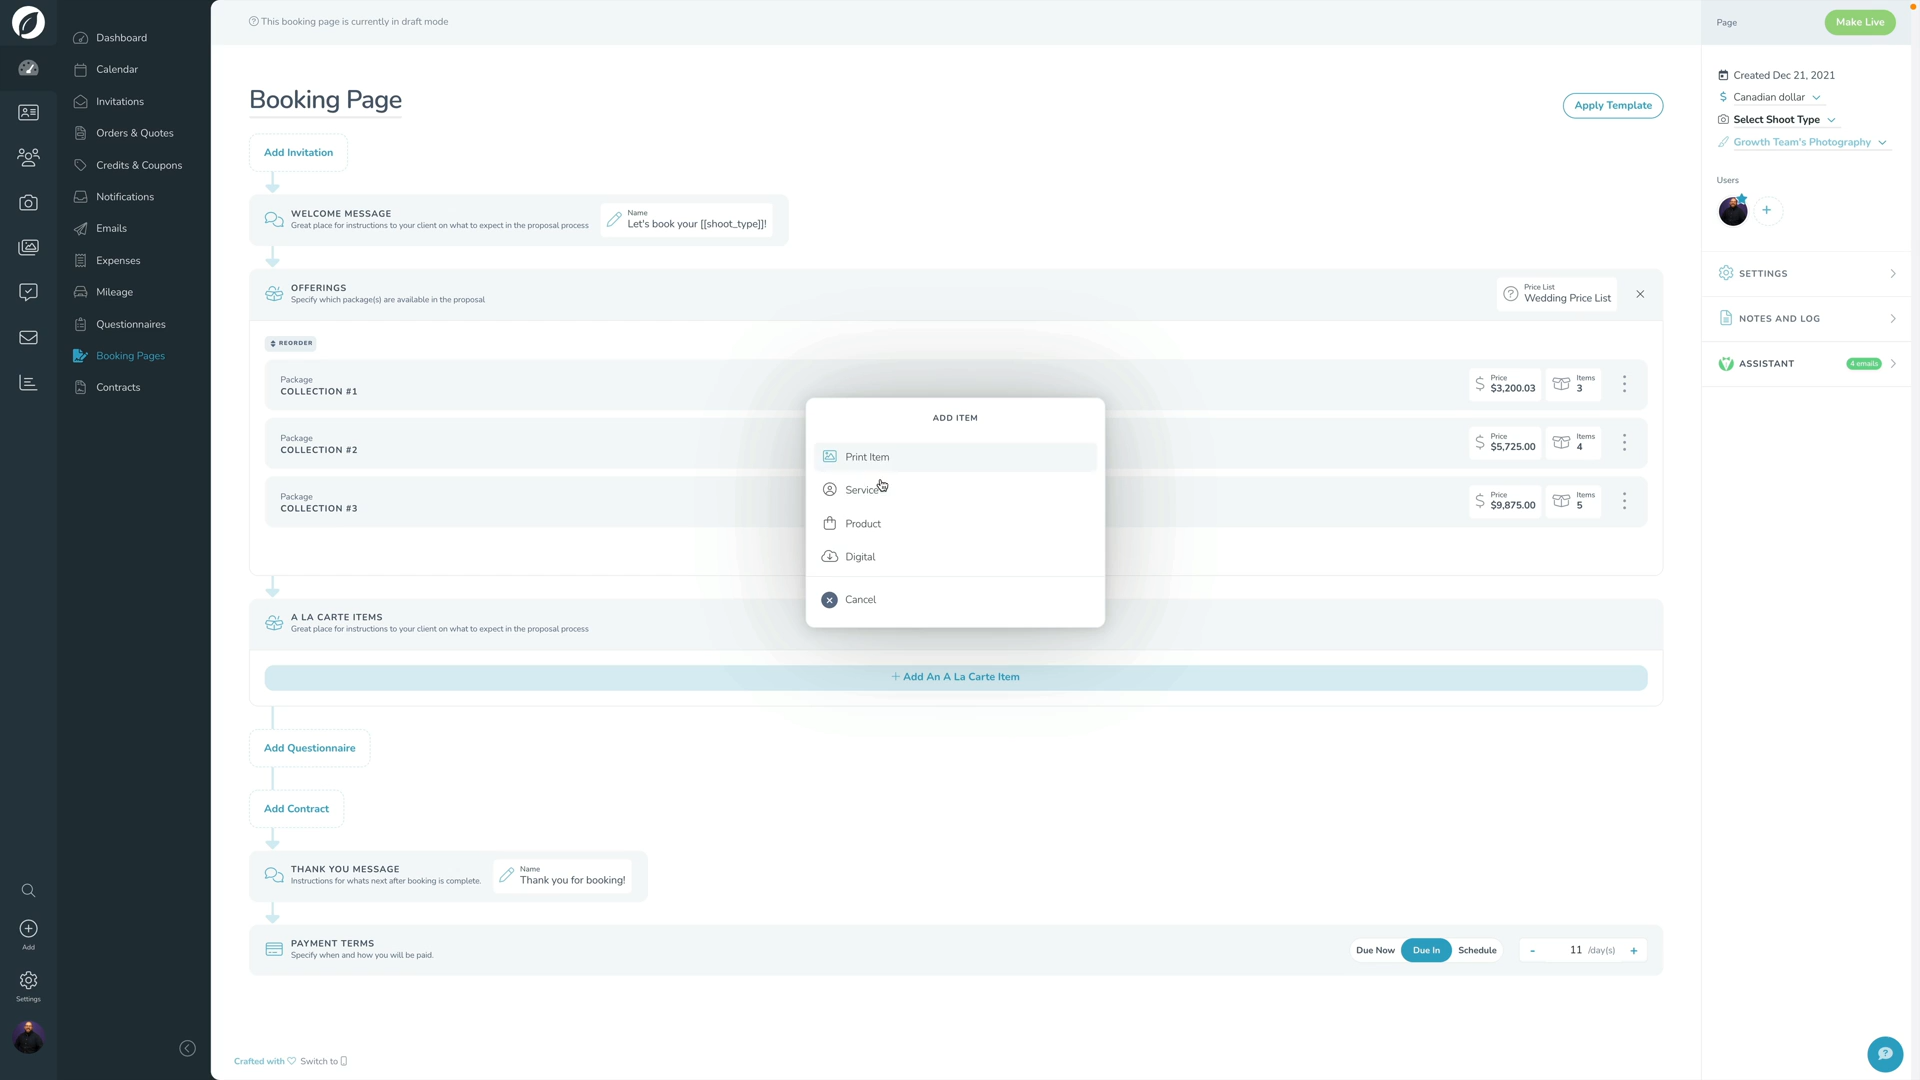 Dashboard
Calendar
Invitations
Orders & Quotes
Credits & Coupons
Notifications
Emails
Expenses
Mileage
Questionnaires
Booking Pages
Contracts
Add
Settings
This booking page is currently in draft mode
Booking Page
Apply Template
Add Invitation
WELCOME MESSAGE
Great place for instructions to your client on what to expect in the proposal process
Name
Let's book your [[shoot_type]]!
OFFERINGS
Specify which package(s) are available in the proposal
Price List
Wedding Price List
REORDER
Package
COLLECTION #1
Price
$3,200.03
Items
3
Package
COLLECTION #2
Price
$5,725.00
Items
4
Package
COLLECTION #3
Price
$9,875.00
Items
5
ADD ITEM
Print Item
Service
Product
Digital
Cancel
A LA CARTE ITEMS
Great place for instructions to your client on what to expect in the proposal process
+ Add An A La Carte Item
Add Questionnaire
Add Contract
THANK YOU MESSAGE
Instructions for whats next after booking is complete.
Name
Thank you for booking!
PAYMENT TERMS
Specify when and how you will be paid.
Due Now
Due In
Schedule
- 11 /day(s) +
Crafted with Switch to
Page
Make Live
Created Dec 21, 2021
$ Canadian dollar
Select Shoot Type
Growth Team's Photography
Users
SETTINGS
NOTES AND LOG
ASSISTANT
4 emails